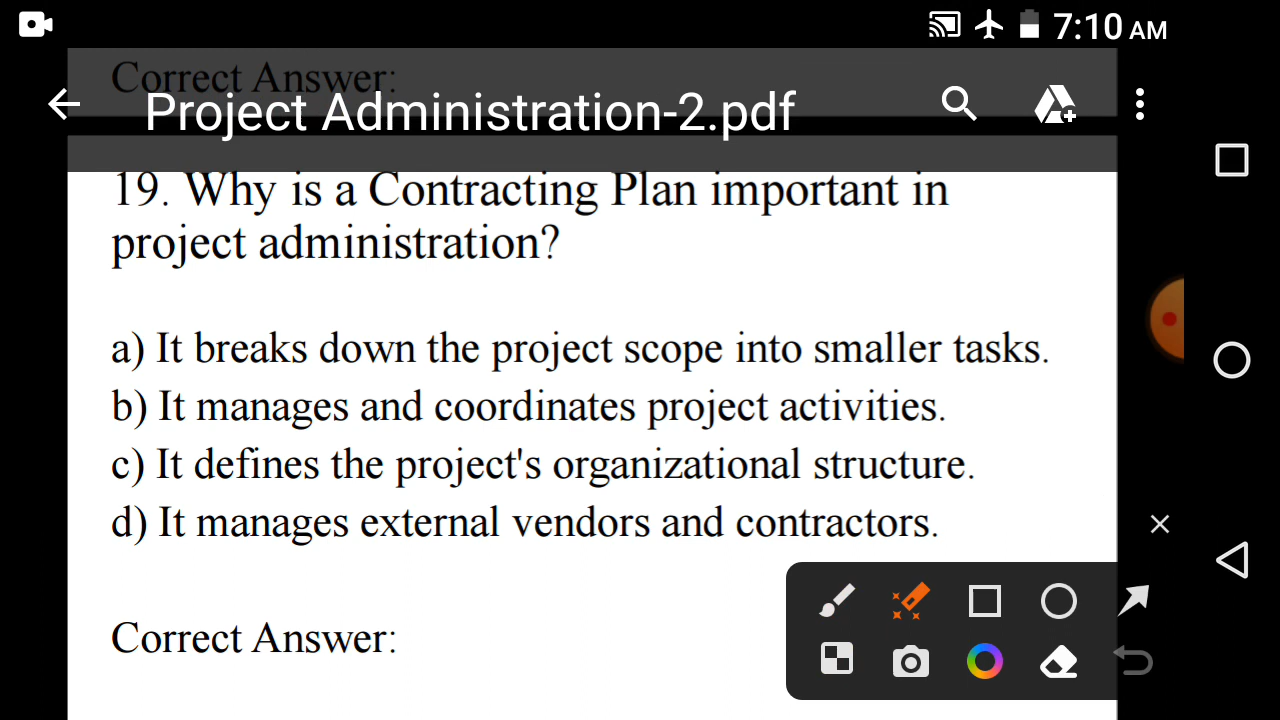 7:10 AM
Correct Answer:
Project Administration-2.pdf
19. Why is a Contracting Plan important in
project administration?
a) It breaks down the project scope into smaller tasks.
b) It manages and coordinates project activities.
c) It defines the project's organizational structure.
d) It manages external vendors and contractors.
Correct Answer: